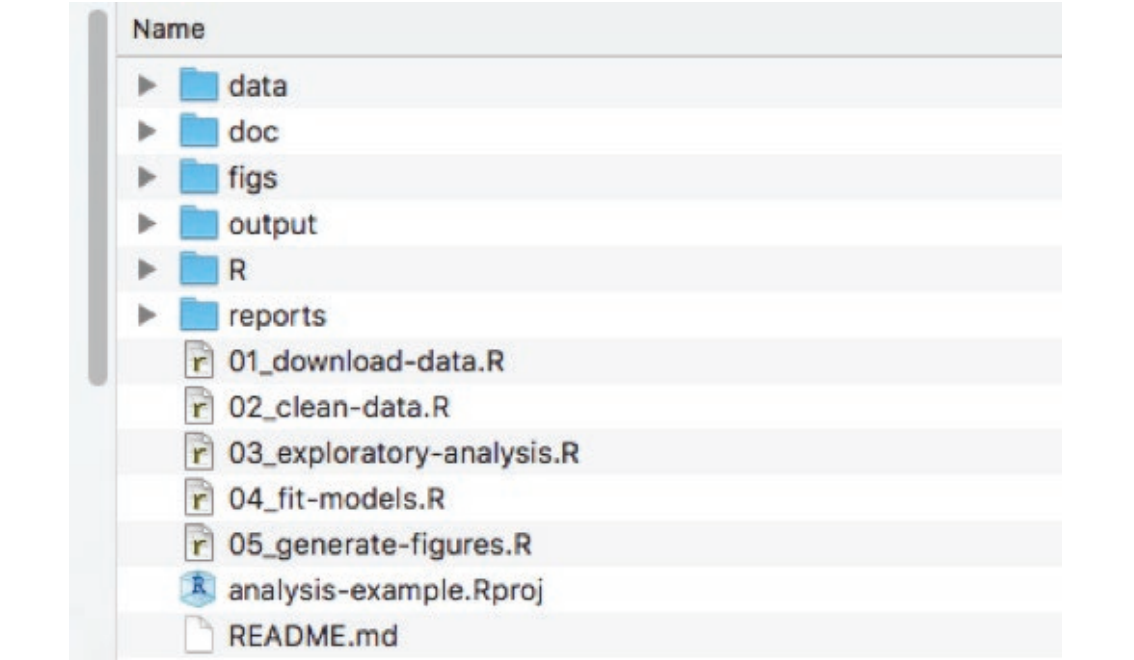 Name
data
doc
figs
output
R
reports
01_download-data.R
02_clean-data.R
03_exploratory-analysis.R
04_fit-models.R
05_generate-figures.R
analysis-example.Rproj
README.md